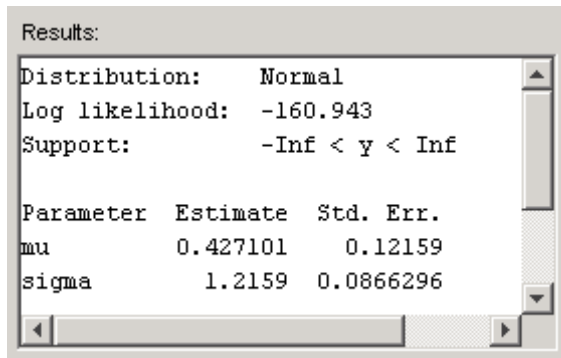 Results:
Distribution:    Normal
Log likelihood:  -160.943
Support:         -Inf < y < Inf
Parameter  Estimate  Std. Err.
mu         0.427101    0.12159
sigma        1.2159  0.0866296